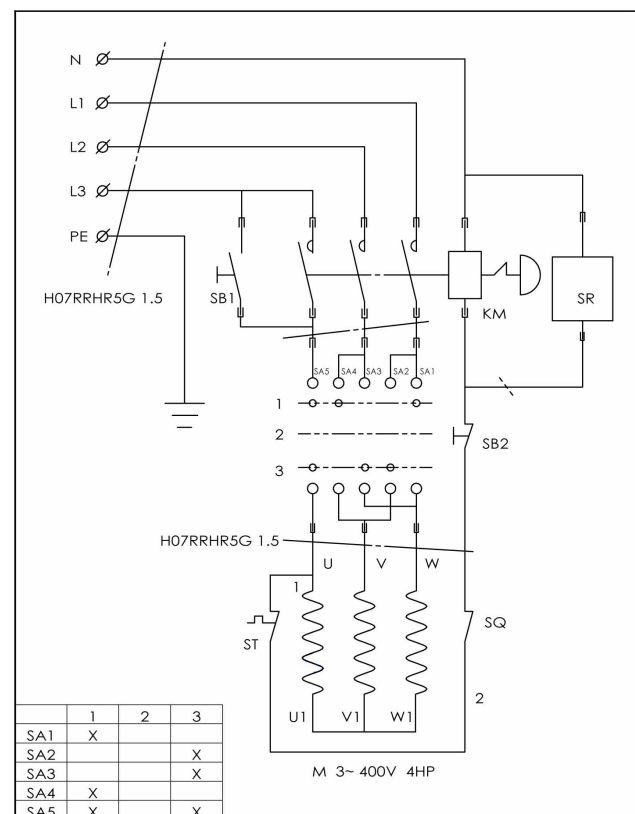 N
L1
L2
L3
PE
H07RRHR5G 1.5
SB1
KM
SR
SA5 SA4 SA3 SA2 SA1
1
2
3
SB2
H07RRHR5G 1.5
U V W
1
ST
SQ
2
U1 V1 W1
M 3~ 400V 4HP
1 2 3
SA1 X
SA2 X
SA3 X
SA4 X
SA5 X X